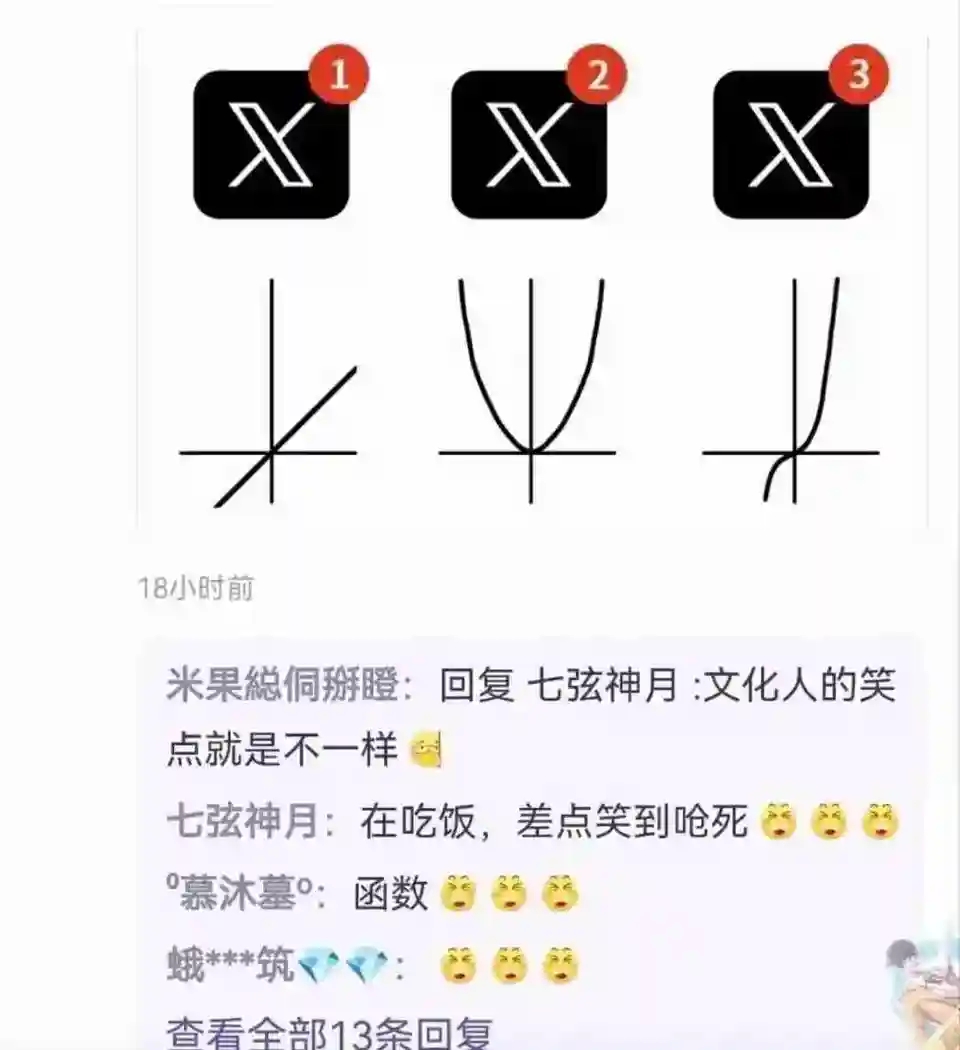 1 2 3
X X X
18小时前
米果総侗掰瞪: 回复 七弦神月 :文化人的笑
点就是不一样
七弦神月: 在吃饭，差点笑到呛死
º慕沐墓º: 函数
蛾***筑💎💎:
查看全部13条回复